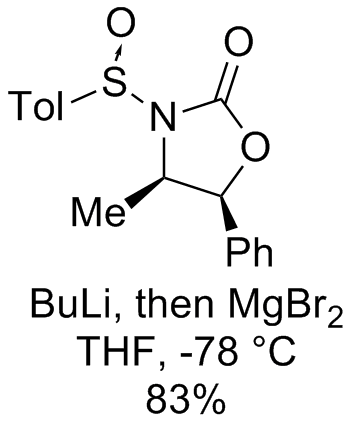 O
O
Tol
S
N
O
Me
Ph
BuLi, then MgBr₂
THF, -78 °C
83%